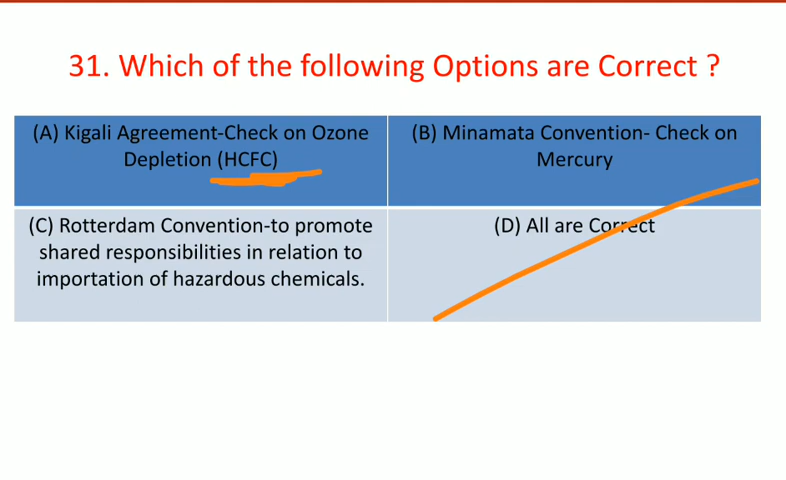 31. Which of the following Options are Correct ?
(A) Kigali Agreement-Check on Ozone
Depletion (HCFC)
(B) Minamata Convention- Check on
Mercury
(C) Rotterdam Convention-to promote
shared responsibilities in relation to
importation of hazardous chemicals.
(D) All are Correct